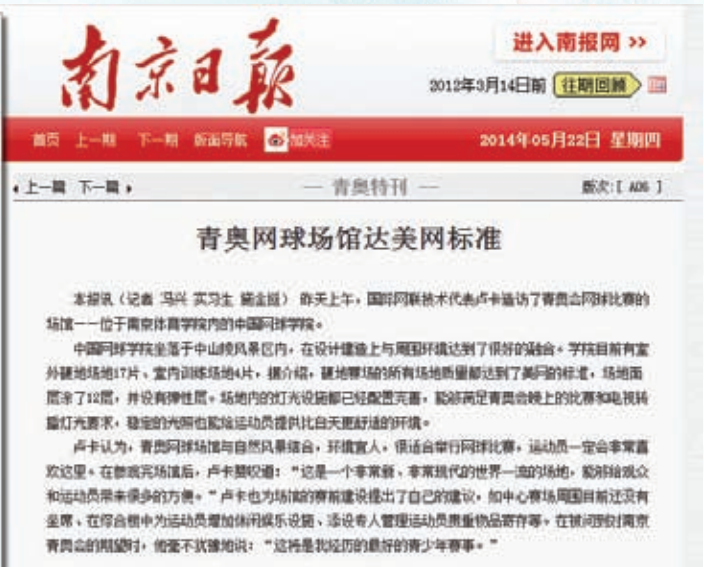 南京日报
进入南报网 >>
2012年3月14日前 往期回顾
首页 上一期 下一期 版面导航 加关注
2014年05月22日 星期四
上一篇 下一篇
— 青奥特刊 —
版次:[ A06 ]
青奥网球场馆达美网标准
本报讯（记者 马兴 实习生 施金挺） 昨天上午，国际网联技术代表卢卡造访了青奥会网球比赛的
场馆——位于南京体育学院内的中国网球学院。
中国网球学院坐落于中山陵风景区内，在设计建造上与周围环境达到了很好的融合。学院目前有室
外硬地场地17片、室内训练场地4片，据介绍，硬地赛场的所有场地质量都达到了美网的标准，场地面
层涂了12层，并设有弹性层。场地内的灯光设施都已经配置完善，能够满足青奥会晚上的比赛和电视转
播灯光要求，稳定的光照也能给运动员提供比白天更舒适的环境。
卢卡认为，青奥网球场馆与自然风景结合，环境宜人，很适合举行网球比赛，运动员一定会非常喜
欢这里。在参观完场馆后，卢卡赞叹道：“这是一个非常新、非常现代的世界一流的场地，能够给观众
和运动员带来很多的方便。”卢卡也为场馆的赛前建设提出了自己的建议，如中心赛场周围目前还没有
坐席、在综合楼中为运动员增加休闲娱乐设施、添设专人管理运动员贵重物品寄存等。在被问到对南京
青奥会的期望时，他毫不犹豫地说：“这将是我经历的最好的青少年赛事。”